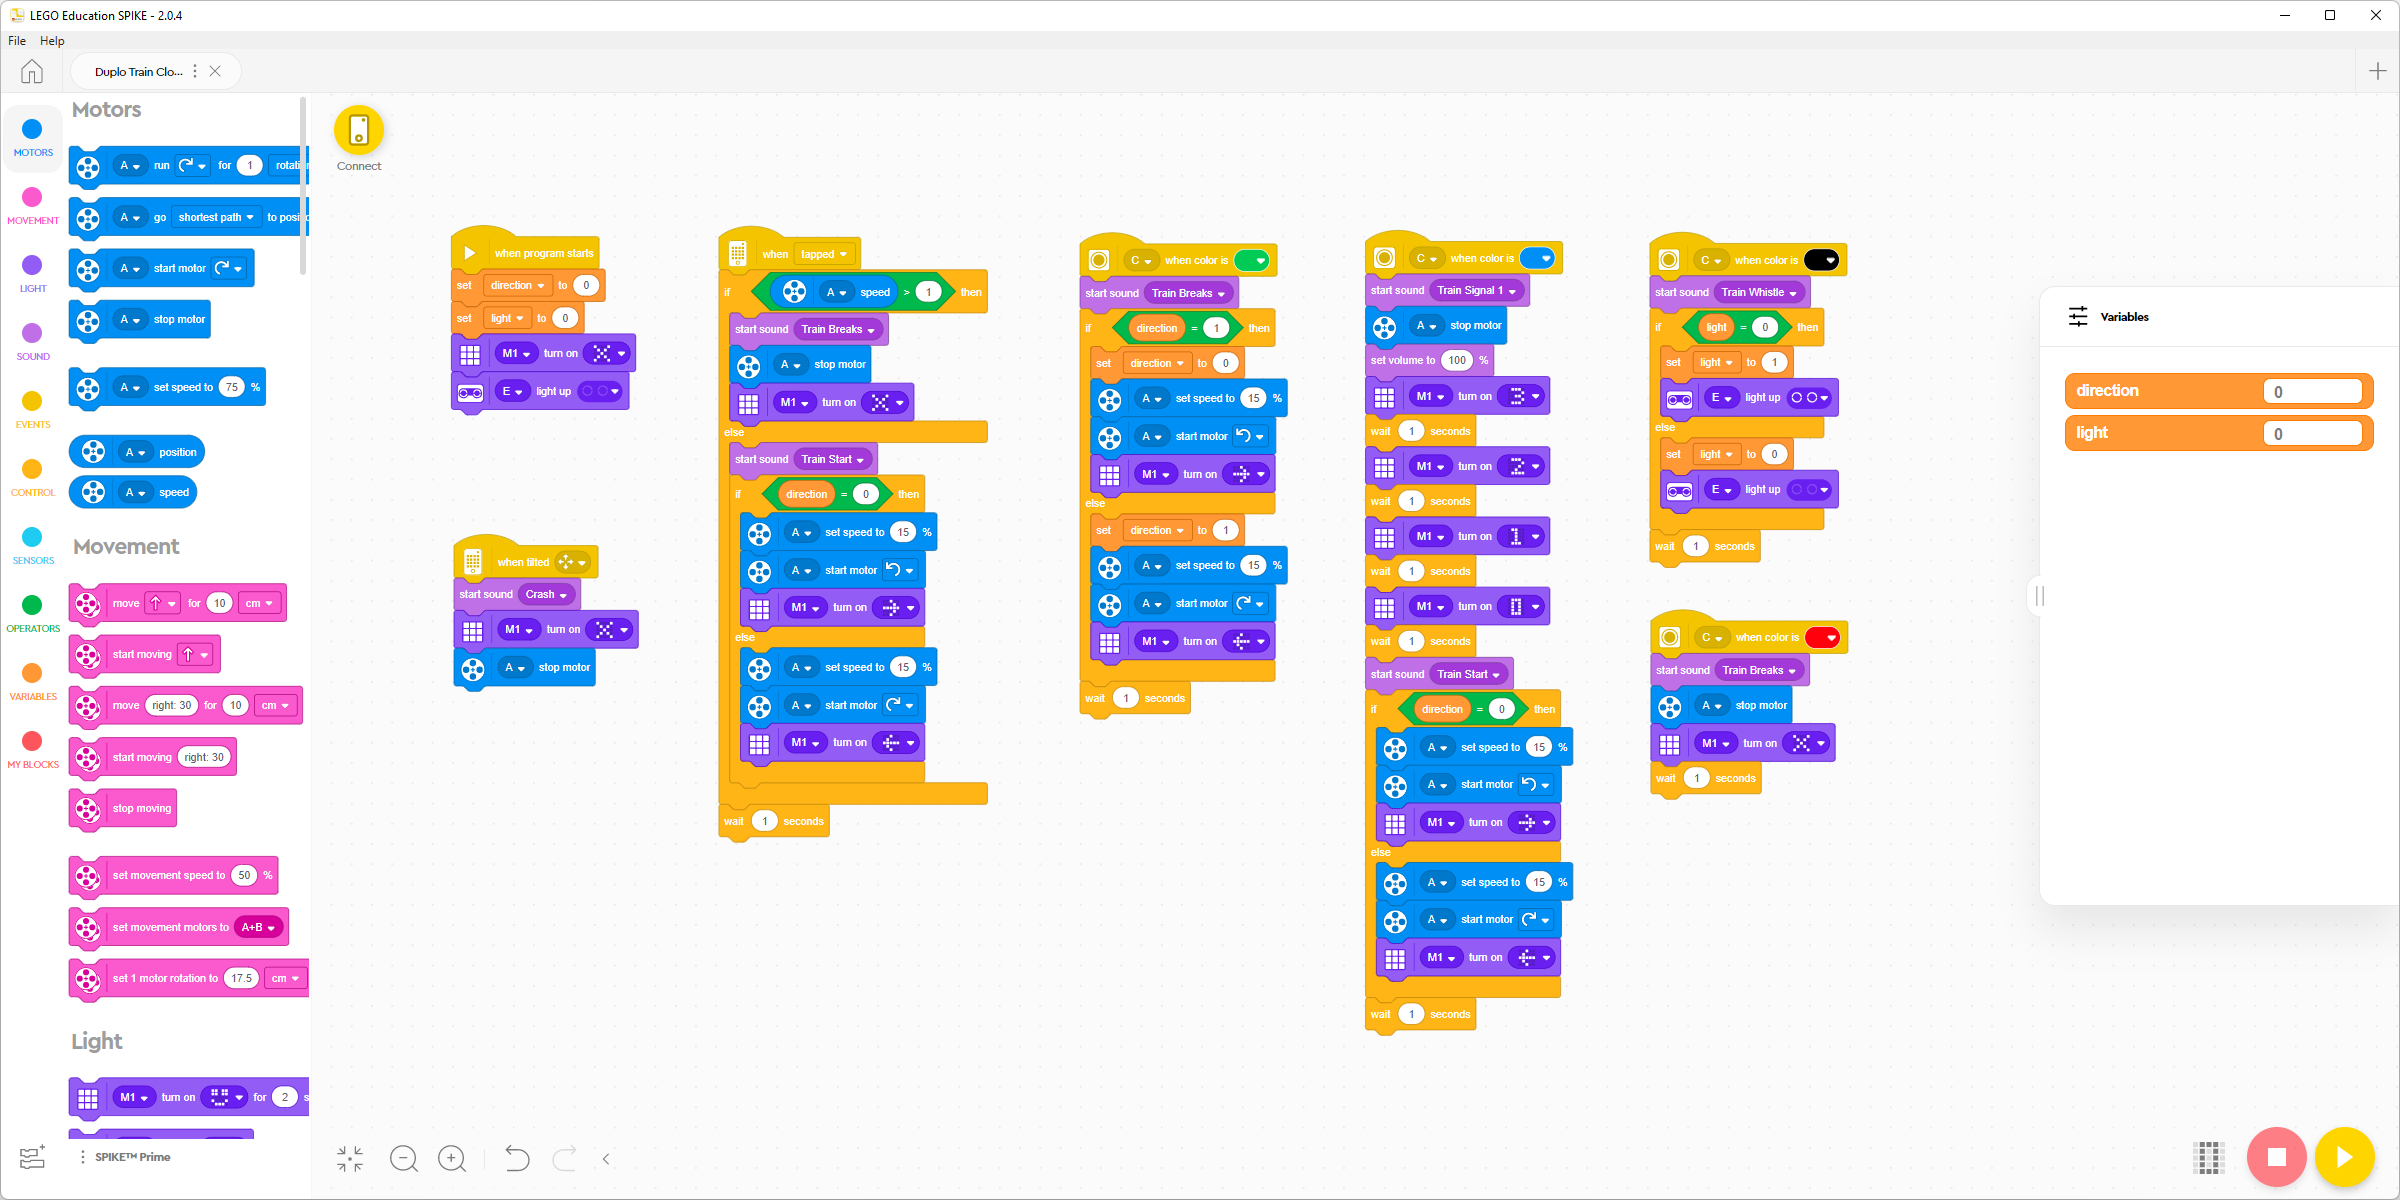 LEGO Education SPIKE - 2.0.4
File Help
Duplo Train Clo...
MOTORS
MOVEMENT
LIGHT
SOUND
EVENTS
CONTROL
SENSORS
OPERATORS
VARIABLES
MY BLOCKS
Motors
A run for 1
A go shortest path to
A start motor
A stop motor
A set speed to 75 %
A position
A speed
Movement
move for 10 cm
start moving
move right: 30 for 10 cm
start moving right: 30
stop moving
set movement speed to 50 %
set movement motors to A+B
set 1 motor rotation to 17.5 cm
Light
M1 turn on for 2
SPIKE™ Prime
Connect
when program starts
set direction to 0
set light to 0
M1 turn on
E light up
when tilted
start sound Crash
M1 turn on
A stop motor
when tapped
if A speed > 1 then
start sound Train Breaks
A stop motor
M1 turn on
else
start sound Train Start
if direction = 0 then
A set speed to 15 %
A start motor
M1 turn on
else
A set speed to 15 %
A start motor
M1 turn on
wait 1 seconds
C when color is
start sound Train Breaks
if direction = 1 then
set direction to 0
A set speed to 15 %
A start motor
M1 turn on
else
set direction to 1
A set speed to 15 %
A start motor
M1 turn on
wait 1 seconds
C when color is
start sound Train Signal 1
A stop motor
set volume to 100 %
M1 turn on
wait 1 seconds
M1 turn on
wait 1 seconds
M1 turn on
wait 1 seconds
M1 turn on
wait 1 seconds
start sound Train Start
if direction = 0 then
A set speed to 15 %
A start motor
M1 turn on
else
A set speed to 15 %
A start motor
M1 turn on
wait 1 seconds
C when color is
start sound Train Whistle
if light = 0 then
set light to 1
E light up
else
set light to 0
E light up
wait 1 seconds
C when color is
start sound Train Breaks
A stop motor
M1 turn on
wait 1 seconds
Variables
direction 0
light 0